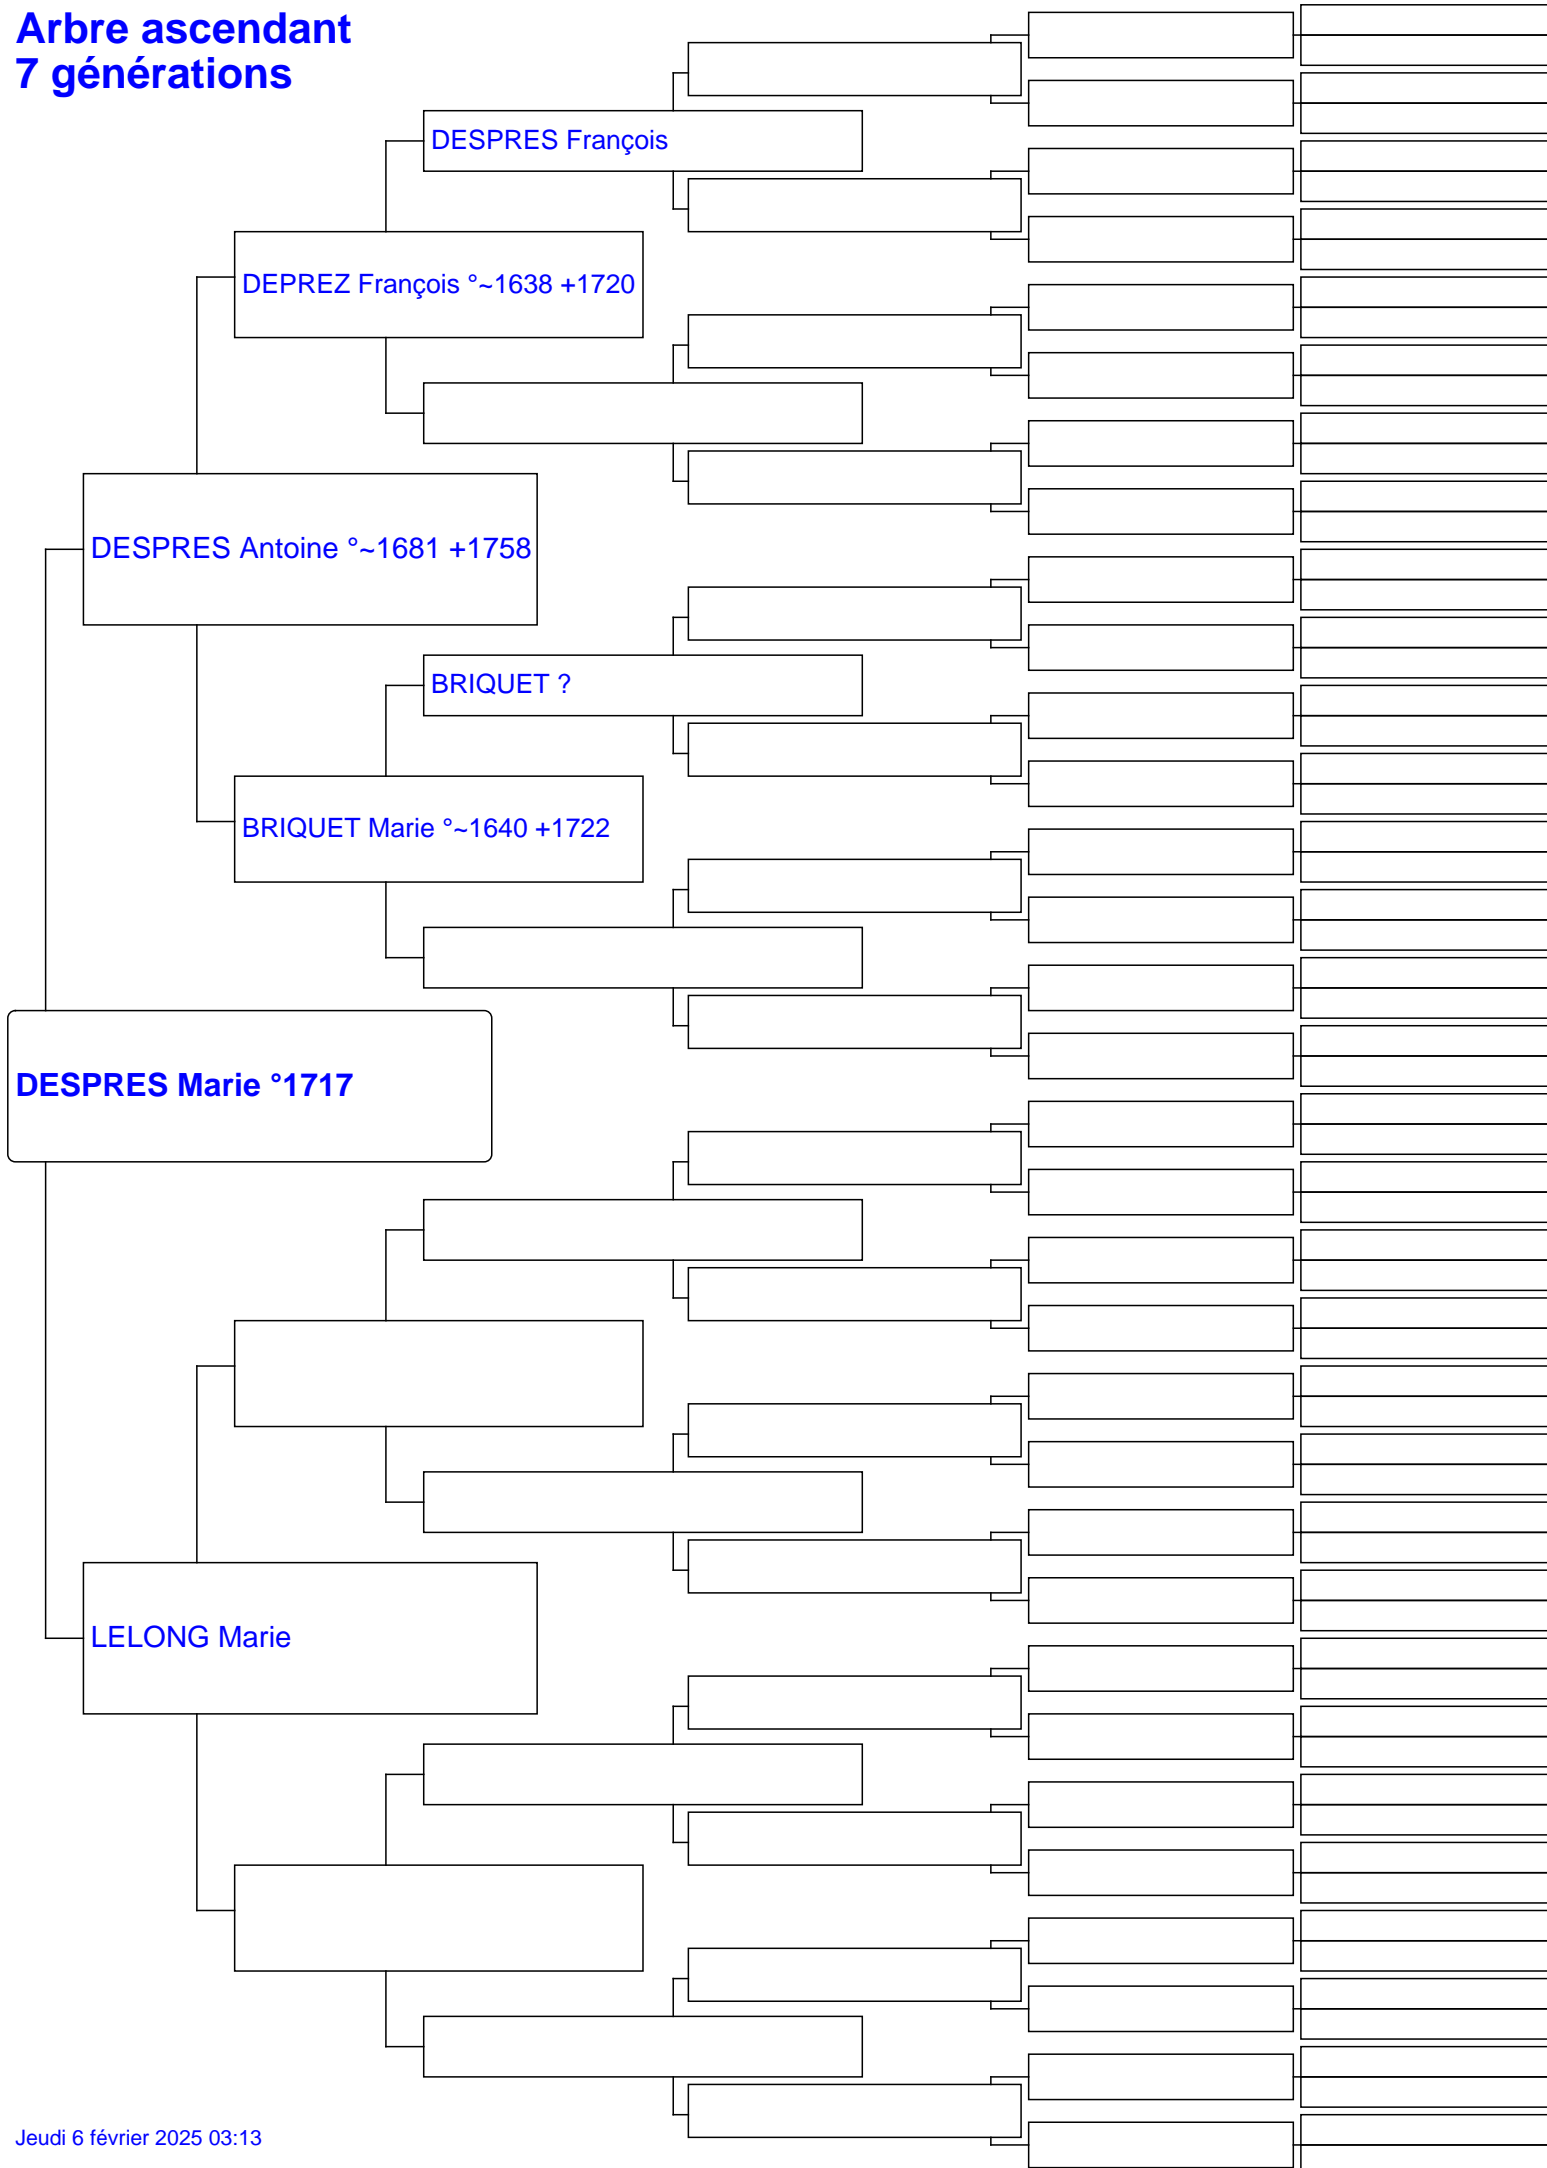 Arbre ascendant
7 générations
DESPRES François
DEPREZ François °~1638 +1720
DESPRES Antoine °~1681 +1758
BRIQUET ?
BRIQUET Marie °~1640 +1722
DESPRES Marie °1717
LELONG Marie
Jeudi 6 février 2025 03:13